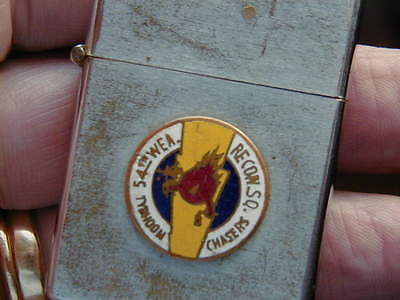 54TH WEA. RECON. SQ.
TYPHOON CHASERS